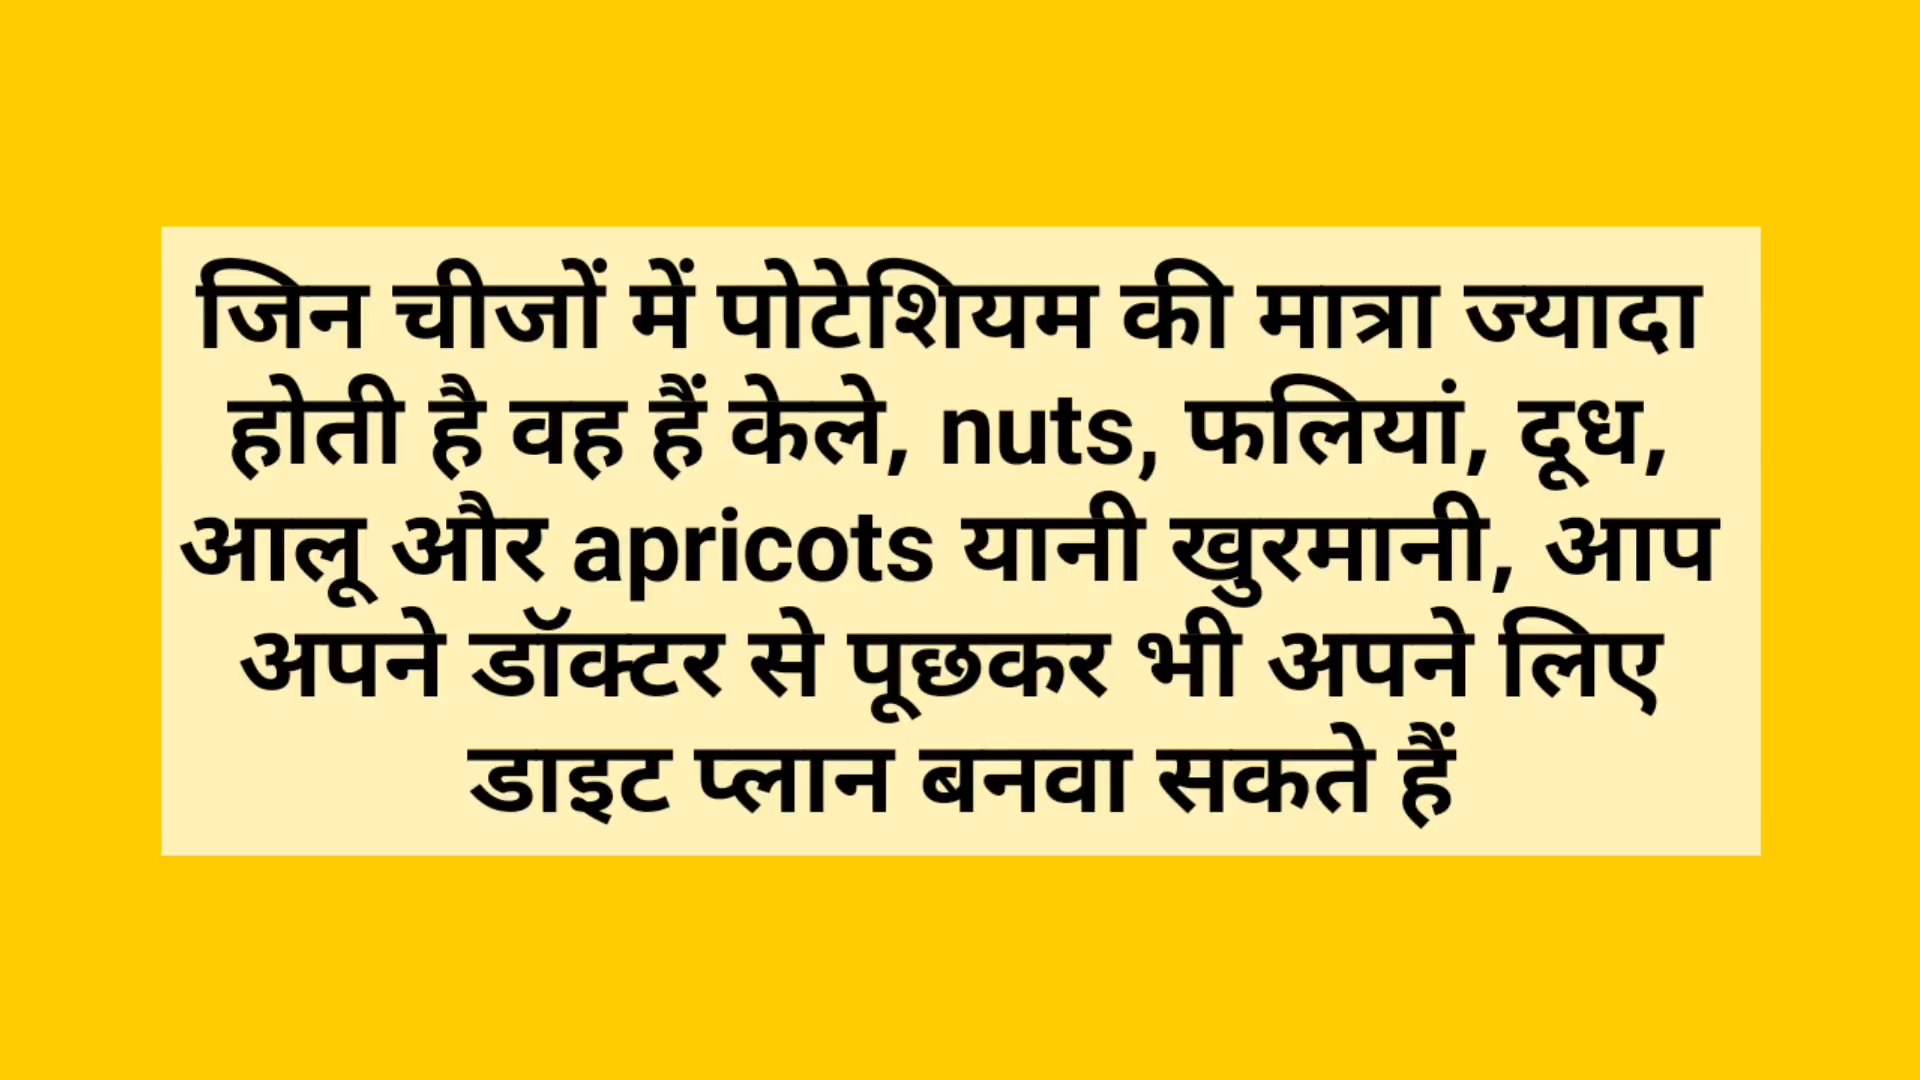 जिन चीजों में पोटेशियम की मात्रा ज्यादा
होती है वह हैं केले, nuts, फलियां, दूध,
आलू और apricots यानी खुरमानी, आप
अपने डॉक्टर से पूछकर भी अपने लिए
डाइट प्लान बनवा सकते हैं